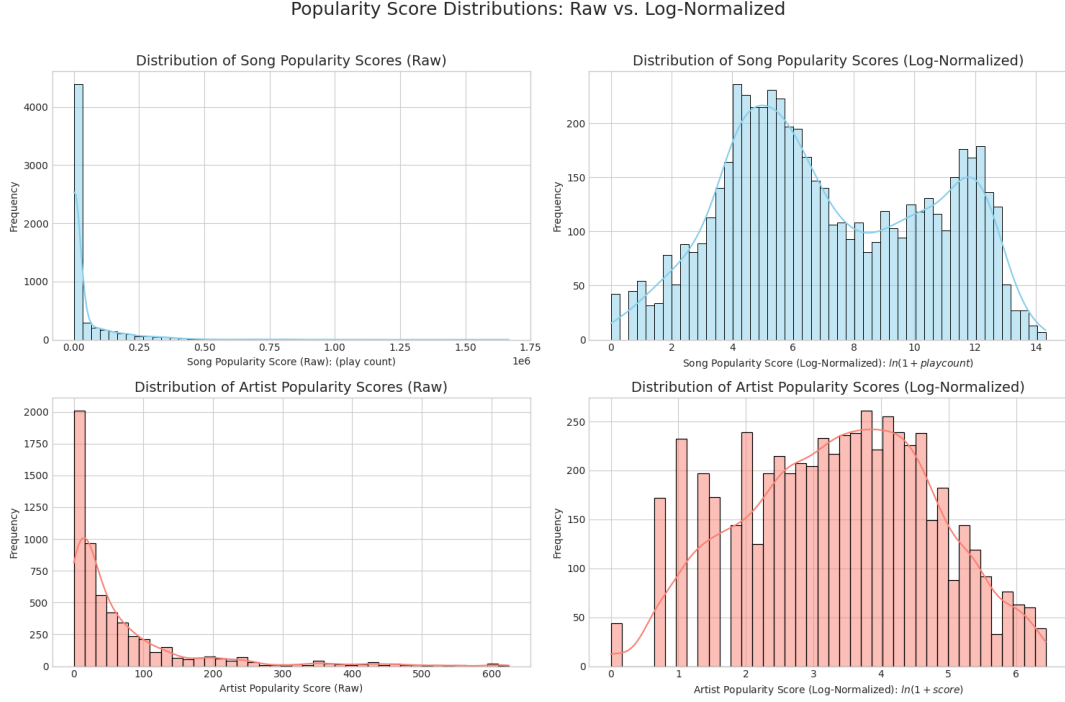 Popularity Score Distributions: Raw vs. Log-Normalized
Distribution of Song Popularity Scores (Raw)
Frequency
4000
3000
2000
1000
0
0.00 0.25 0.50 0.75 1.00 1.25 1.50 1.75
1e6
Song Popularity Score (Raw): (play count)
Distribution of Song Popularity Scores (Log-Normalized)
Frequency
200
150
100
50
0
0 2 4 6 8 10 12 14
Song Popularity Score (Log-Normalized): ln(1 + playcount)
Distribution of Artist Popularity Scores (Raw)
Frequency
2000
1750
1500
1250
1000
750
500
250
0
0 100 200 300 400 500 600
Artist Popularity Score (Raw)
Distribution of Artist Popularity Scores (Log-Normalized)
Frequency
250
200
150
100
50
0
0 1 2 3 4 5 6
Artist Popularity Score (Log-Normalized): ln(1 + score)